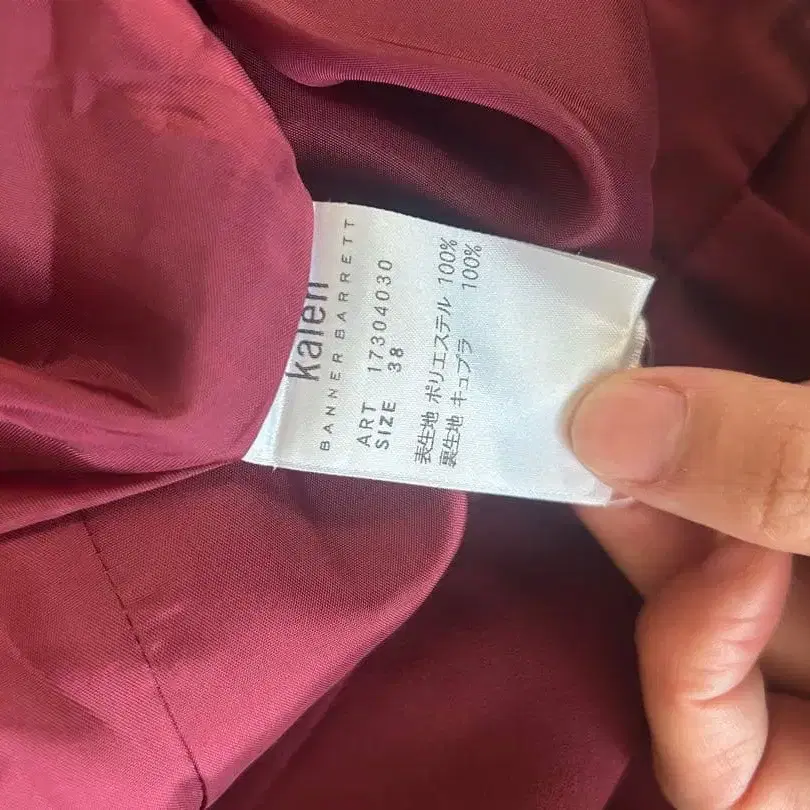 kalen
BANNER BARRETT
ART 17304030
SIZE 38
表生地 ポリエステル 100%
裏生地 キュプラ 100%